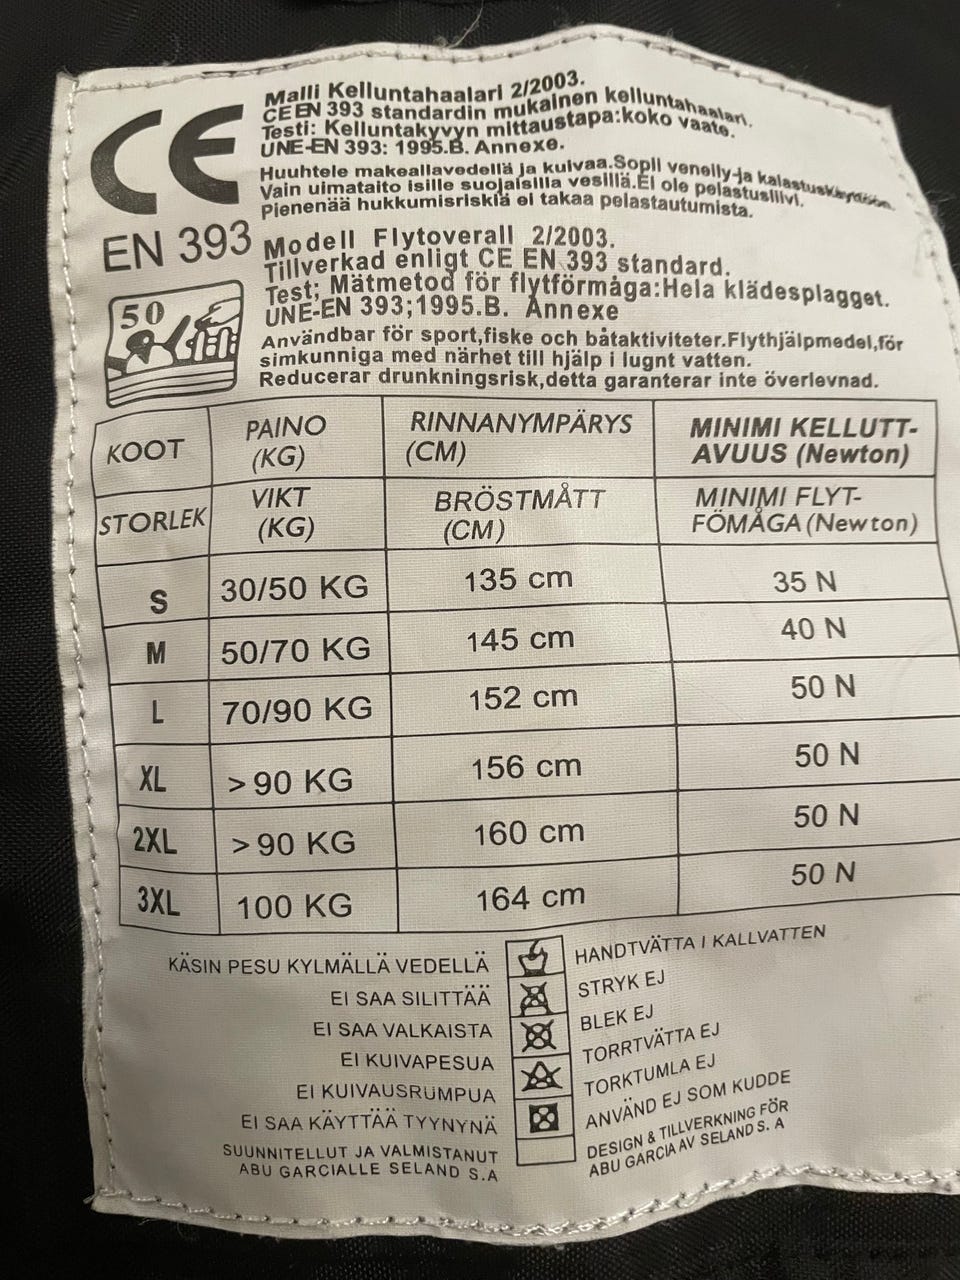 CE
EN 393
50
Malli Kelluntahaalari 2/2003.
CEEN 393 standardin mukainen kelluntahaalari.
Testi: Kelluntakyvyn mittaustapa:koko vaate.
UNE-EN 393: 1995.B. Annexe.
Huuhtele makeallavedellä ja kuivaa.Sopii veneily-ja kalastuskäyttöön.
Vain uimataito isille suojaisilla vesillä.Ei ole pelastusliivi.
Pienenää hukkumisriskiä ei takaa pelastautumista.
Modell Flytoverall 2/2003.
Tillverkad enligt CE EN 393 standard.
Test; Mätmetod för flytförmåga:Hela klädesplagget.
UNE-EN 393;1995.B. Annexe
Användbar för sport,fiske och båtaktiviteter.Flythjälpmedel,för
simkunniga med närhet till hjälp i lugnt vatten.
Reducerar drunkningsrisk,detta garanterar inte överlevnad.
KOOT PAINO (KG) RINNANYMPÄRYS (CM) MINIMI KELLUTT-AVUUS (Newton)
STORLEK VIKT (KG) BRÖSTMÅTT (CM) MINIMI FLYT-FÖMÅGA (Newton)
S 30/50 KG 135 cm 35 N
M 50/70 KG 145 cm 40 N
L 70/90 KG 152 cm 50 N
XL >90 KG 156 cm 50 N
2XL >90 KG 160 cm 50 N
3XL 100 KG 164 cm 50 N
KÄSIN PESU KYLMÄLLÄ VEDELLÄ
EI SAA SILITTÄÄ
EI SAA VALKAISTA
EI KUIVAPESUA
EI KUIVAUSRÜMPUA
EI SAA KÄYTTÄÄ TYYNYNÄ
SUUNNITELLUT JA VALMISTANUT
ABU GARCIALLE SELAND S.A
HANDTVÄTTA I KALLVATTEN
STRYK EJ
BLEK EJ
TORRTVÄTTA EJ
TORKTUMLA EJ
ANVÄND EJ SOM KUDDE
DESIGN & TILLVERKNING FÖR
ABU GARCIA AV SELAND S. A